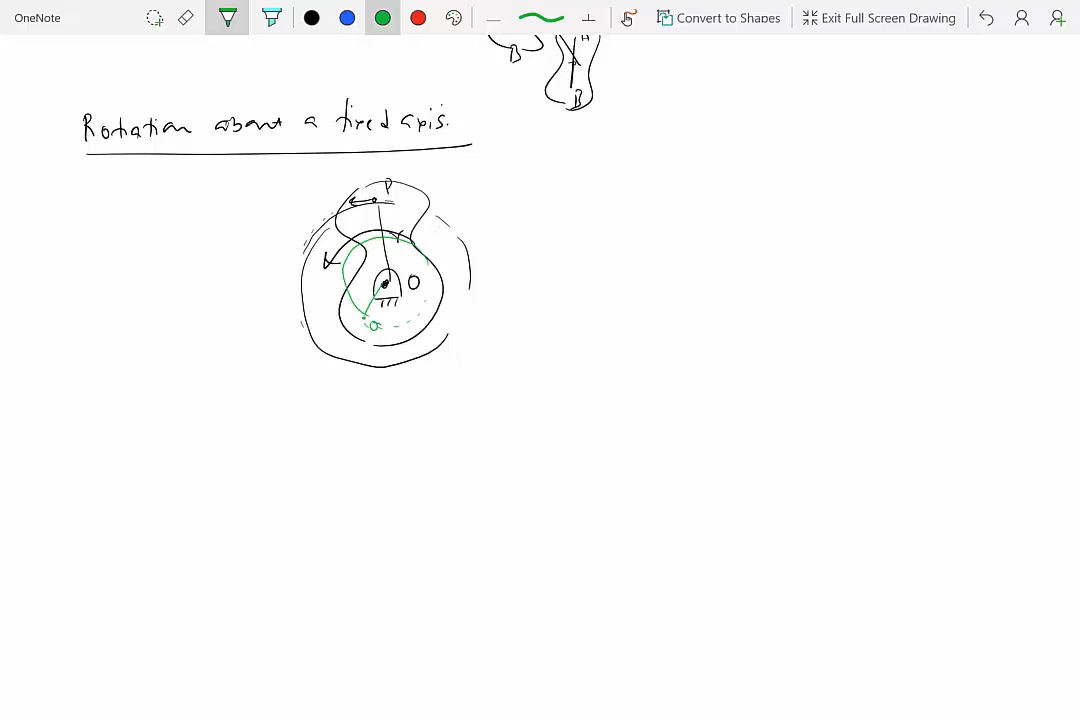 OneNote
Convert to Shapes
Exit Full Screen Drawing
A
B
B
Rotation about a fixed axis.
P
r
O
a